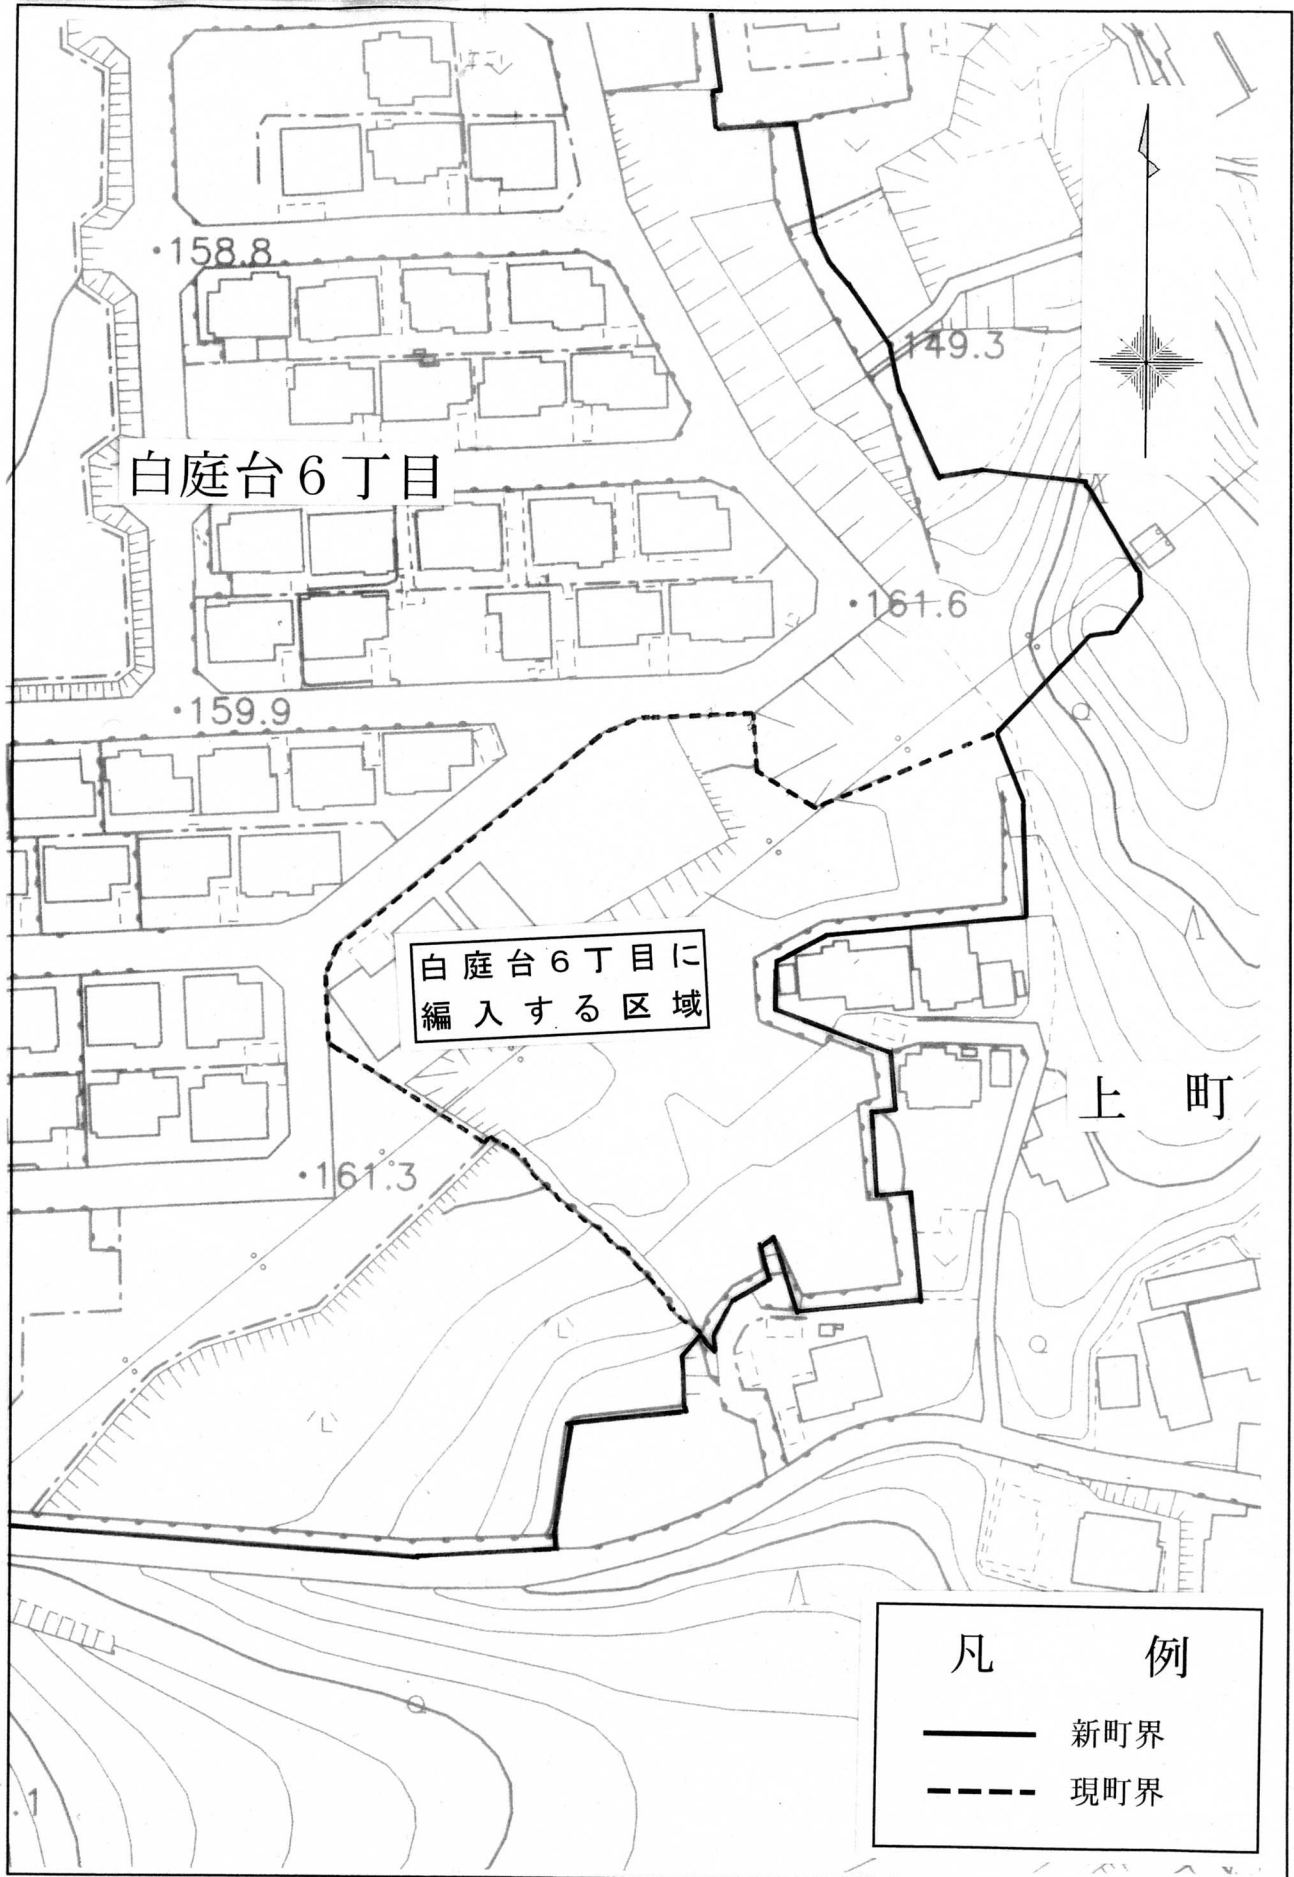 158.8
149.3
白庭台6丁目
161.6
159.9
白庭台6丁目に
編入する区域
上町
161.3
凡例
新町界
現町界
.1